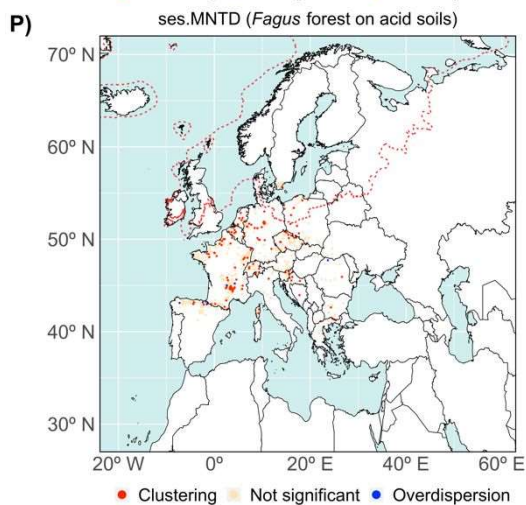 P)
ses.MNTD (Fagus forest on acid soils)
70º N
60º N
50º N
40º N
30º N
20º W 0º 20º E 40º E 60º E
Clustering Not significant Overdispersion